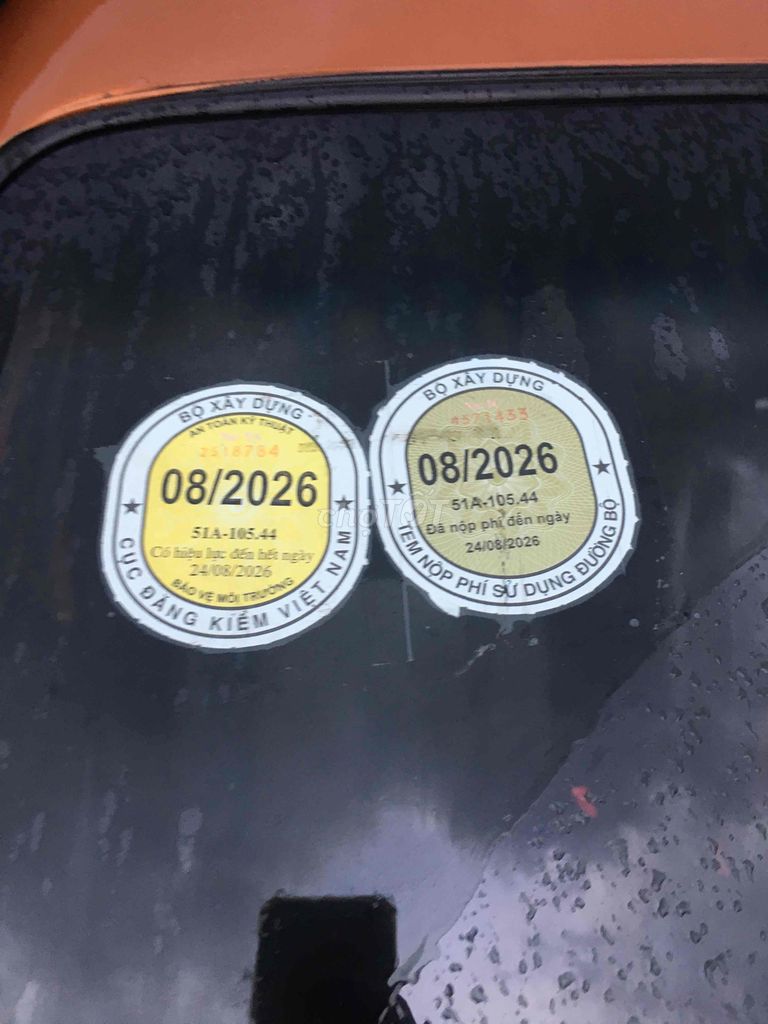 BỘ XÂY DỰNG
AN TOÀN KỸ THUẬT
2518784
08/2026
51A-105.44
Có hiệu lực đến hết ngày
24/08/2026
BẢO VỆ MÔI TRƯỜNG
CỤC ĐĂNG KIỂM VIỆT NAM
BỘ XÂY DỰNG
4571433
08/2026
51A-105.44
Đã nộp phí đến ngày
24/08/2026
TEM NỘP PHÍ SỬ DỤNG ĐƯỜNG BỘ
chợTỐT